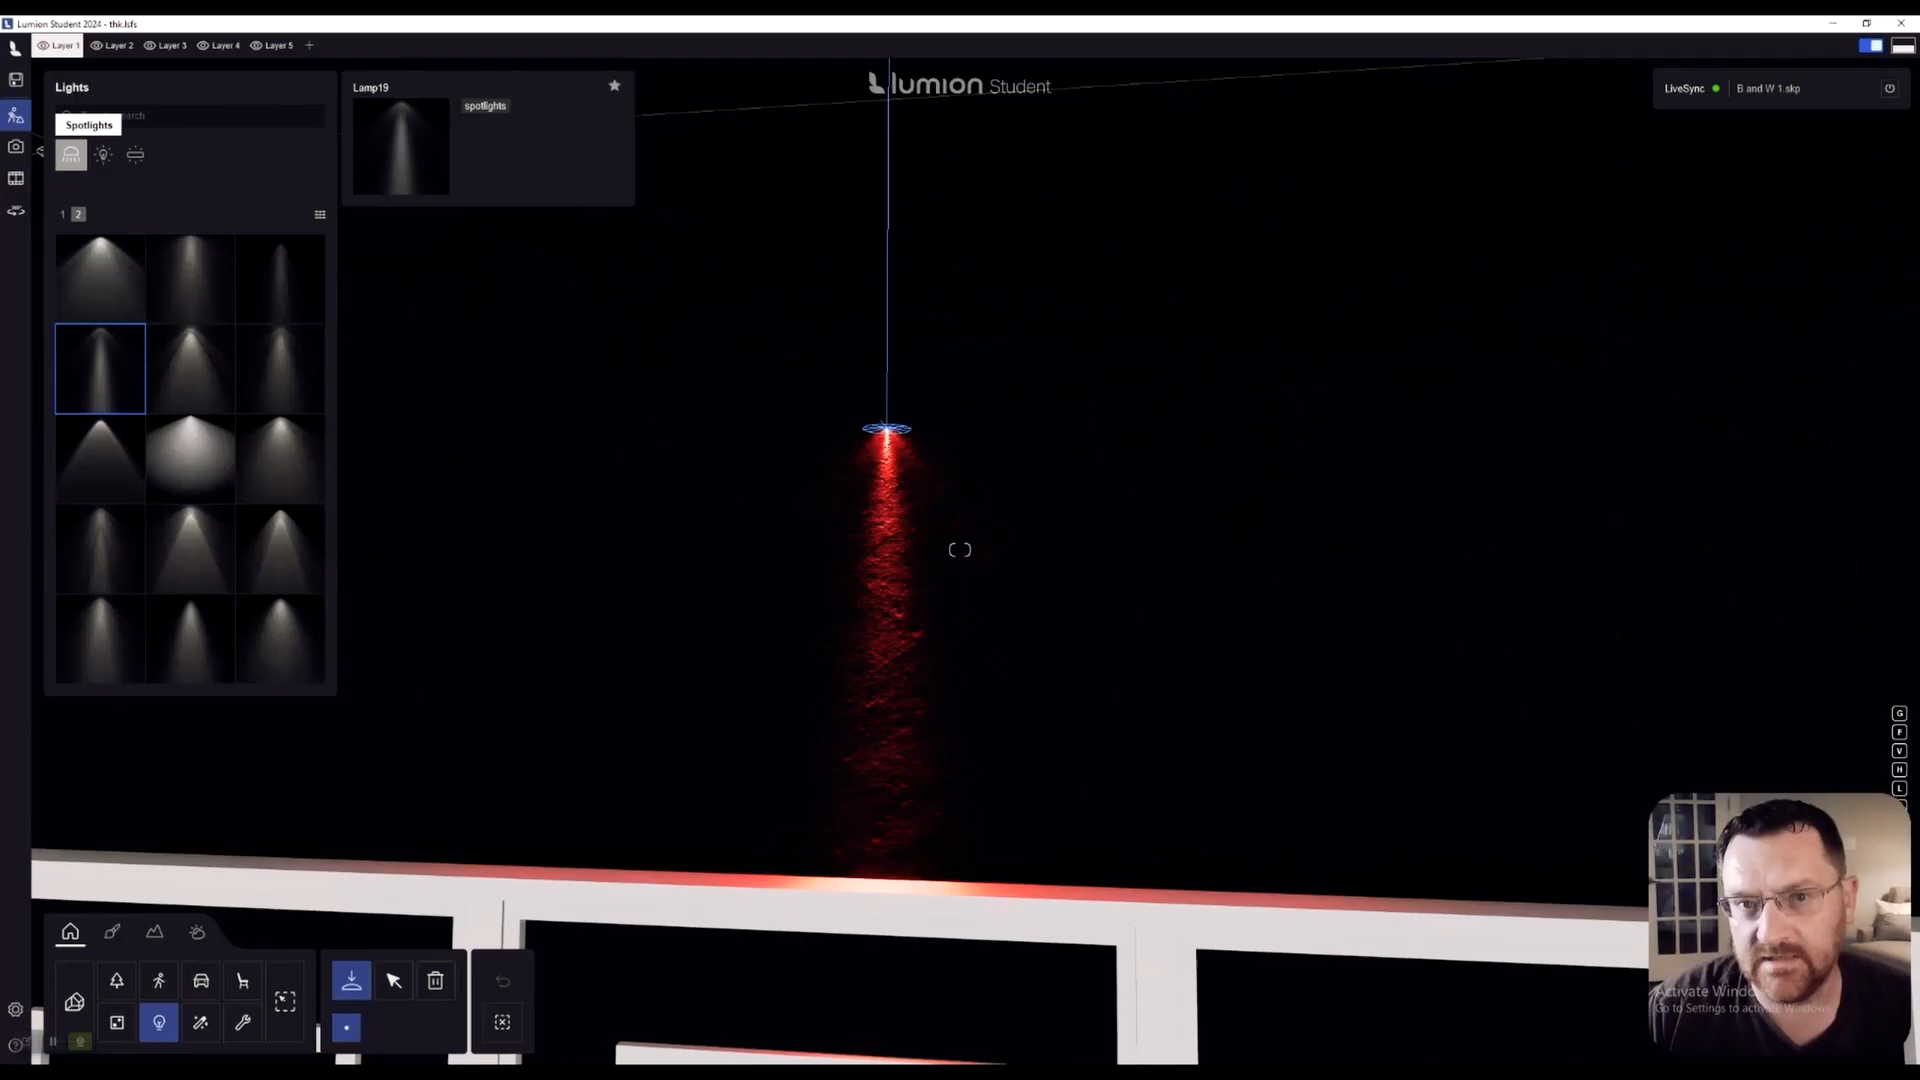 Lumion Student 2024 - thk.lsfs
Layer 1 Layer 2 Layer 3 Layer 4 Layer 5 +
Lights
Spotlights
1 2
Lamp19
spotlights
lumion Student
LiveSync B and W 1.skp
G
F
V
H
L
Activate Windo
Go to Settings to activate Windows